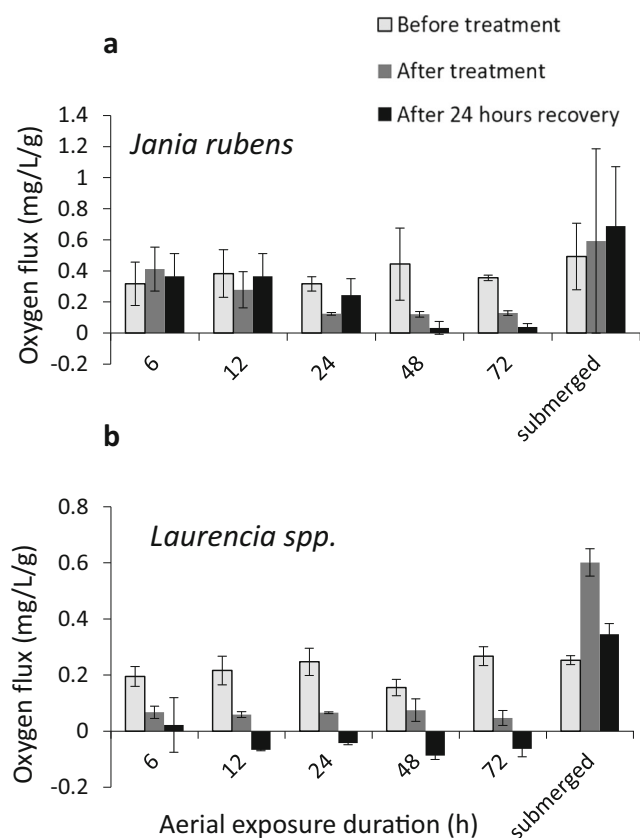 a
Before treatment
After treatment
After 24 hours recovery
Oxygen flux (mg/L/g)
Jania rubens
1.4
1.2
1
0.8
0.6
0.4
0.2
0
-0.2
6
12
24
48
72
submerged
b
Oxygen flux (mg/L/g)
Laurencia spp.
0.8
0.6
0.4
0.2
0
-0.2
6
12
24
48
72
submerged
Aerial exposure duration (h)